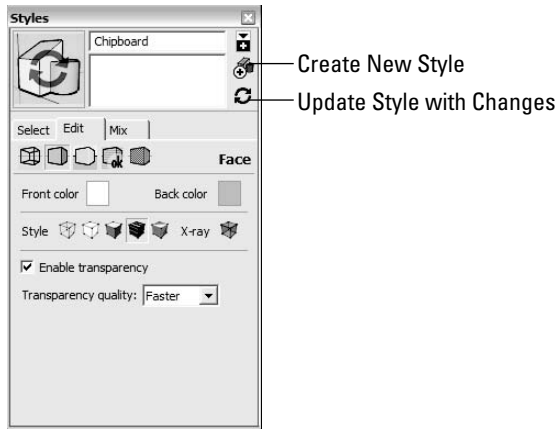 Styles
Chipboard
Create New Style
Update Style with Changes
Select Edit Mix
ok
Face
Front color Back color
Style X-ray
Enable transparency
Transparency quality: Faster